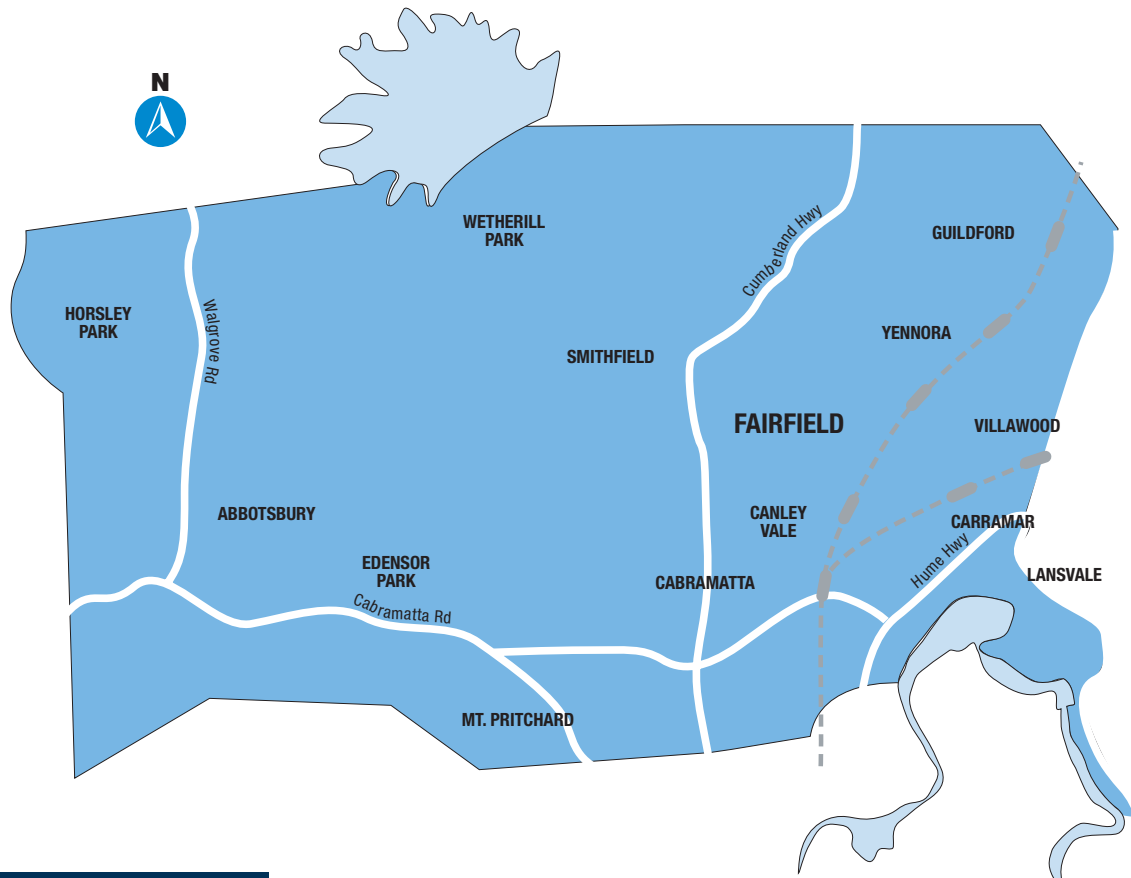 N
WETHERILL
PARK
Cumberland Hwy
GUILDFORD
HORSLEY
PARK
Walgrove Rd
YENNORA
SMITHFIELD
FAIRFIELD
VILLAWOOD
ABBOTSBURY
CANLEY
VALE
CARRAMAR
EDENSOR
PARK
CABRAMATTA
Hume Hwy
LANSVALE
Cabramatta Rd
MT. PRITCHARD